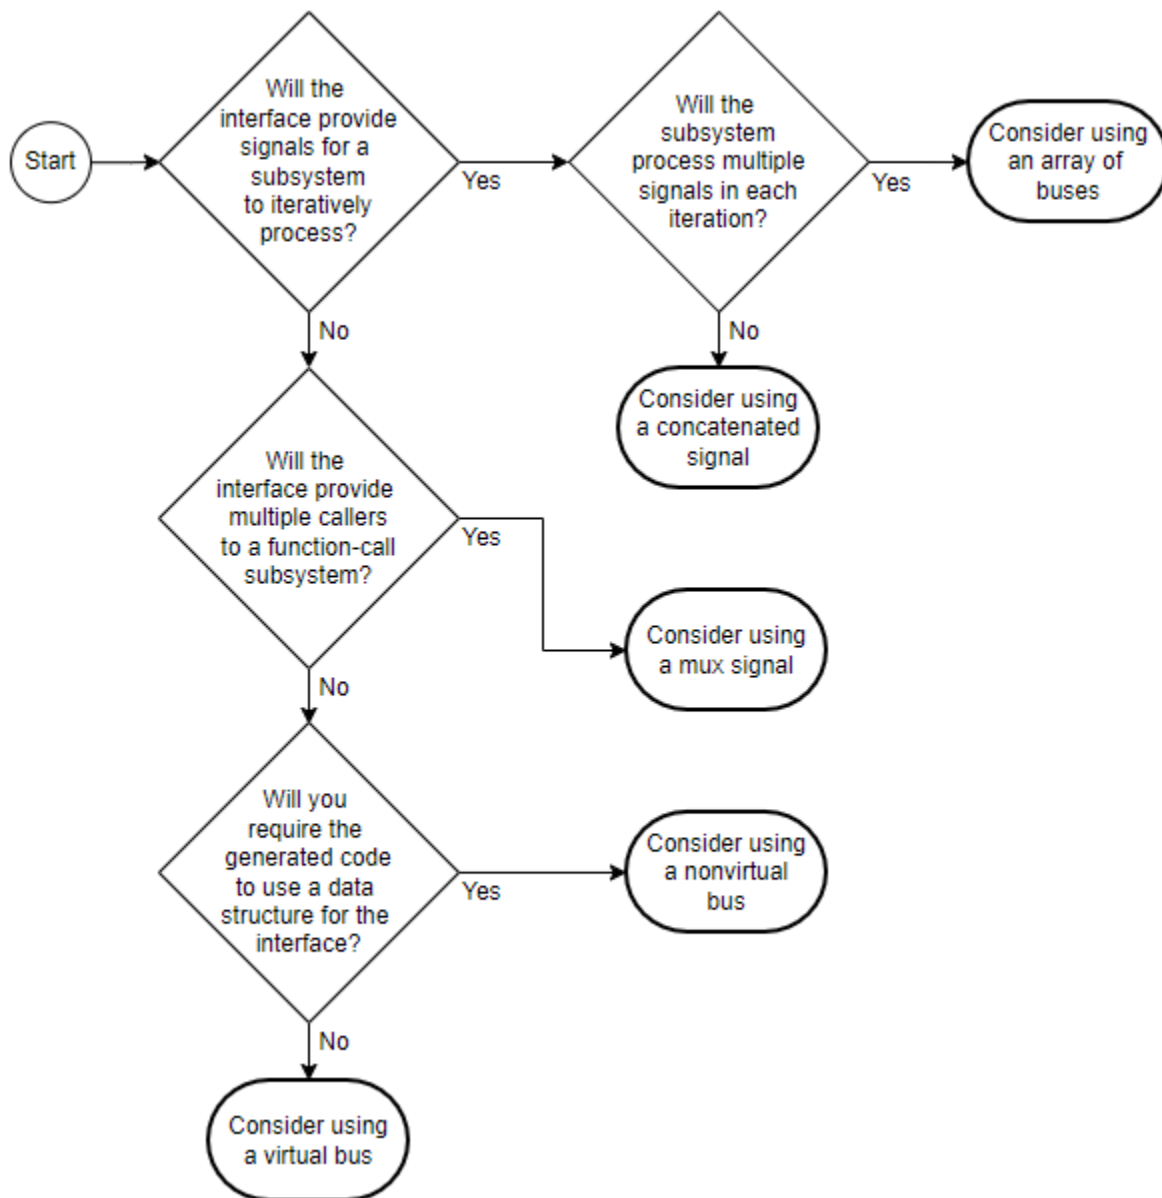 Start
Will the
interface provide
signals for a
subsystem
to iteratively
process?
Yes
Will the
subsystem
process multiple
signals in each
iteration?
Yes
Consider using
an array of
buses
No
No
Consider using
a concatenated
signal
Will the
interface provide
multiple callers
to a function-call
subsystem?
Yes
Consider using
a mux signal
No
Will you
require the
generated code
to use a data
structure for the
interface?
Yes
Consider using
a nonvirtual
bus
No
Consider using
a virtual bus